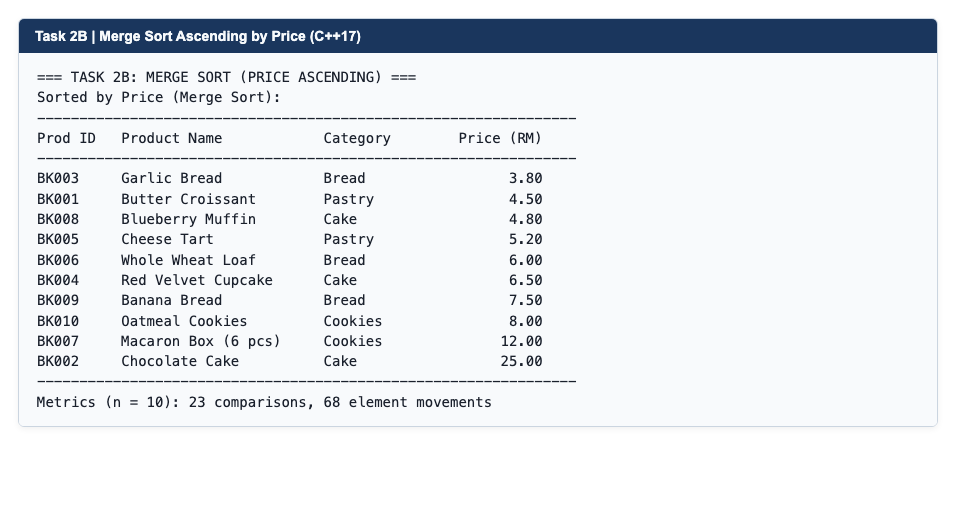 Task 2B | Merge Sort Ascending by Price (C++17)
=== TASK 2B: MERGE SORT (PRICE ASCENDING) ===
Sorted by Price (Merge Sort):
----------------------------------------------------------------
Prod ID   Product Name            Category        Price (RM)
----------------------------------------------------------------
BK003     Garlic Bread            Bread                 3.80
BK001     Butter Croissant        Pastry                4.50
BK008     Blueberry Muffin        Cake                  4.80
BK005     Cheese Tart             Pastry                5.20
BK006     Whole Wheat Loaf        Bread                 6.00
BK004     Red Velvet Cupcake      Cake                  6.50
BK009     Banana Bread            Bread                 7.50
BK010     Oatmeal Cookies         Cookies               8.00
BK007     Macaron Box (6 pcs)     Cookies              12.00
BK002     Chocolate Cake          Cake                 25.00
----------------------------------------------------------------
Metrics (n = 10): 23 comparisons, 68 element movements